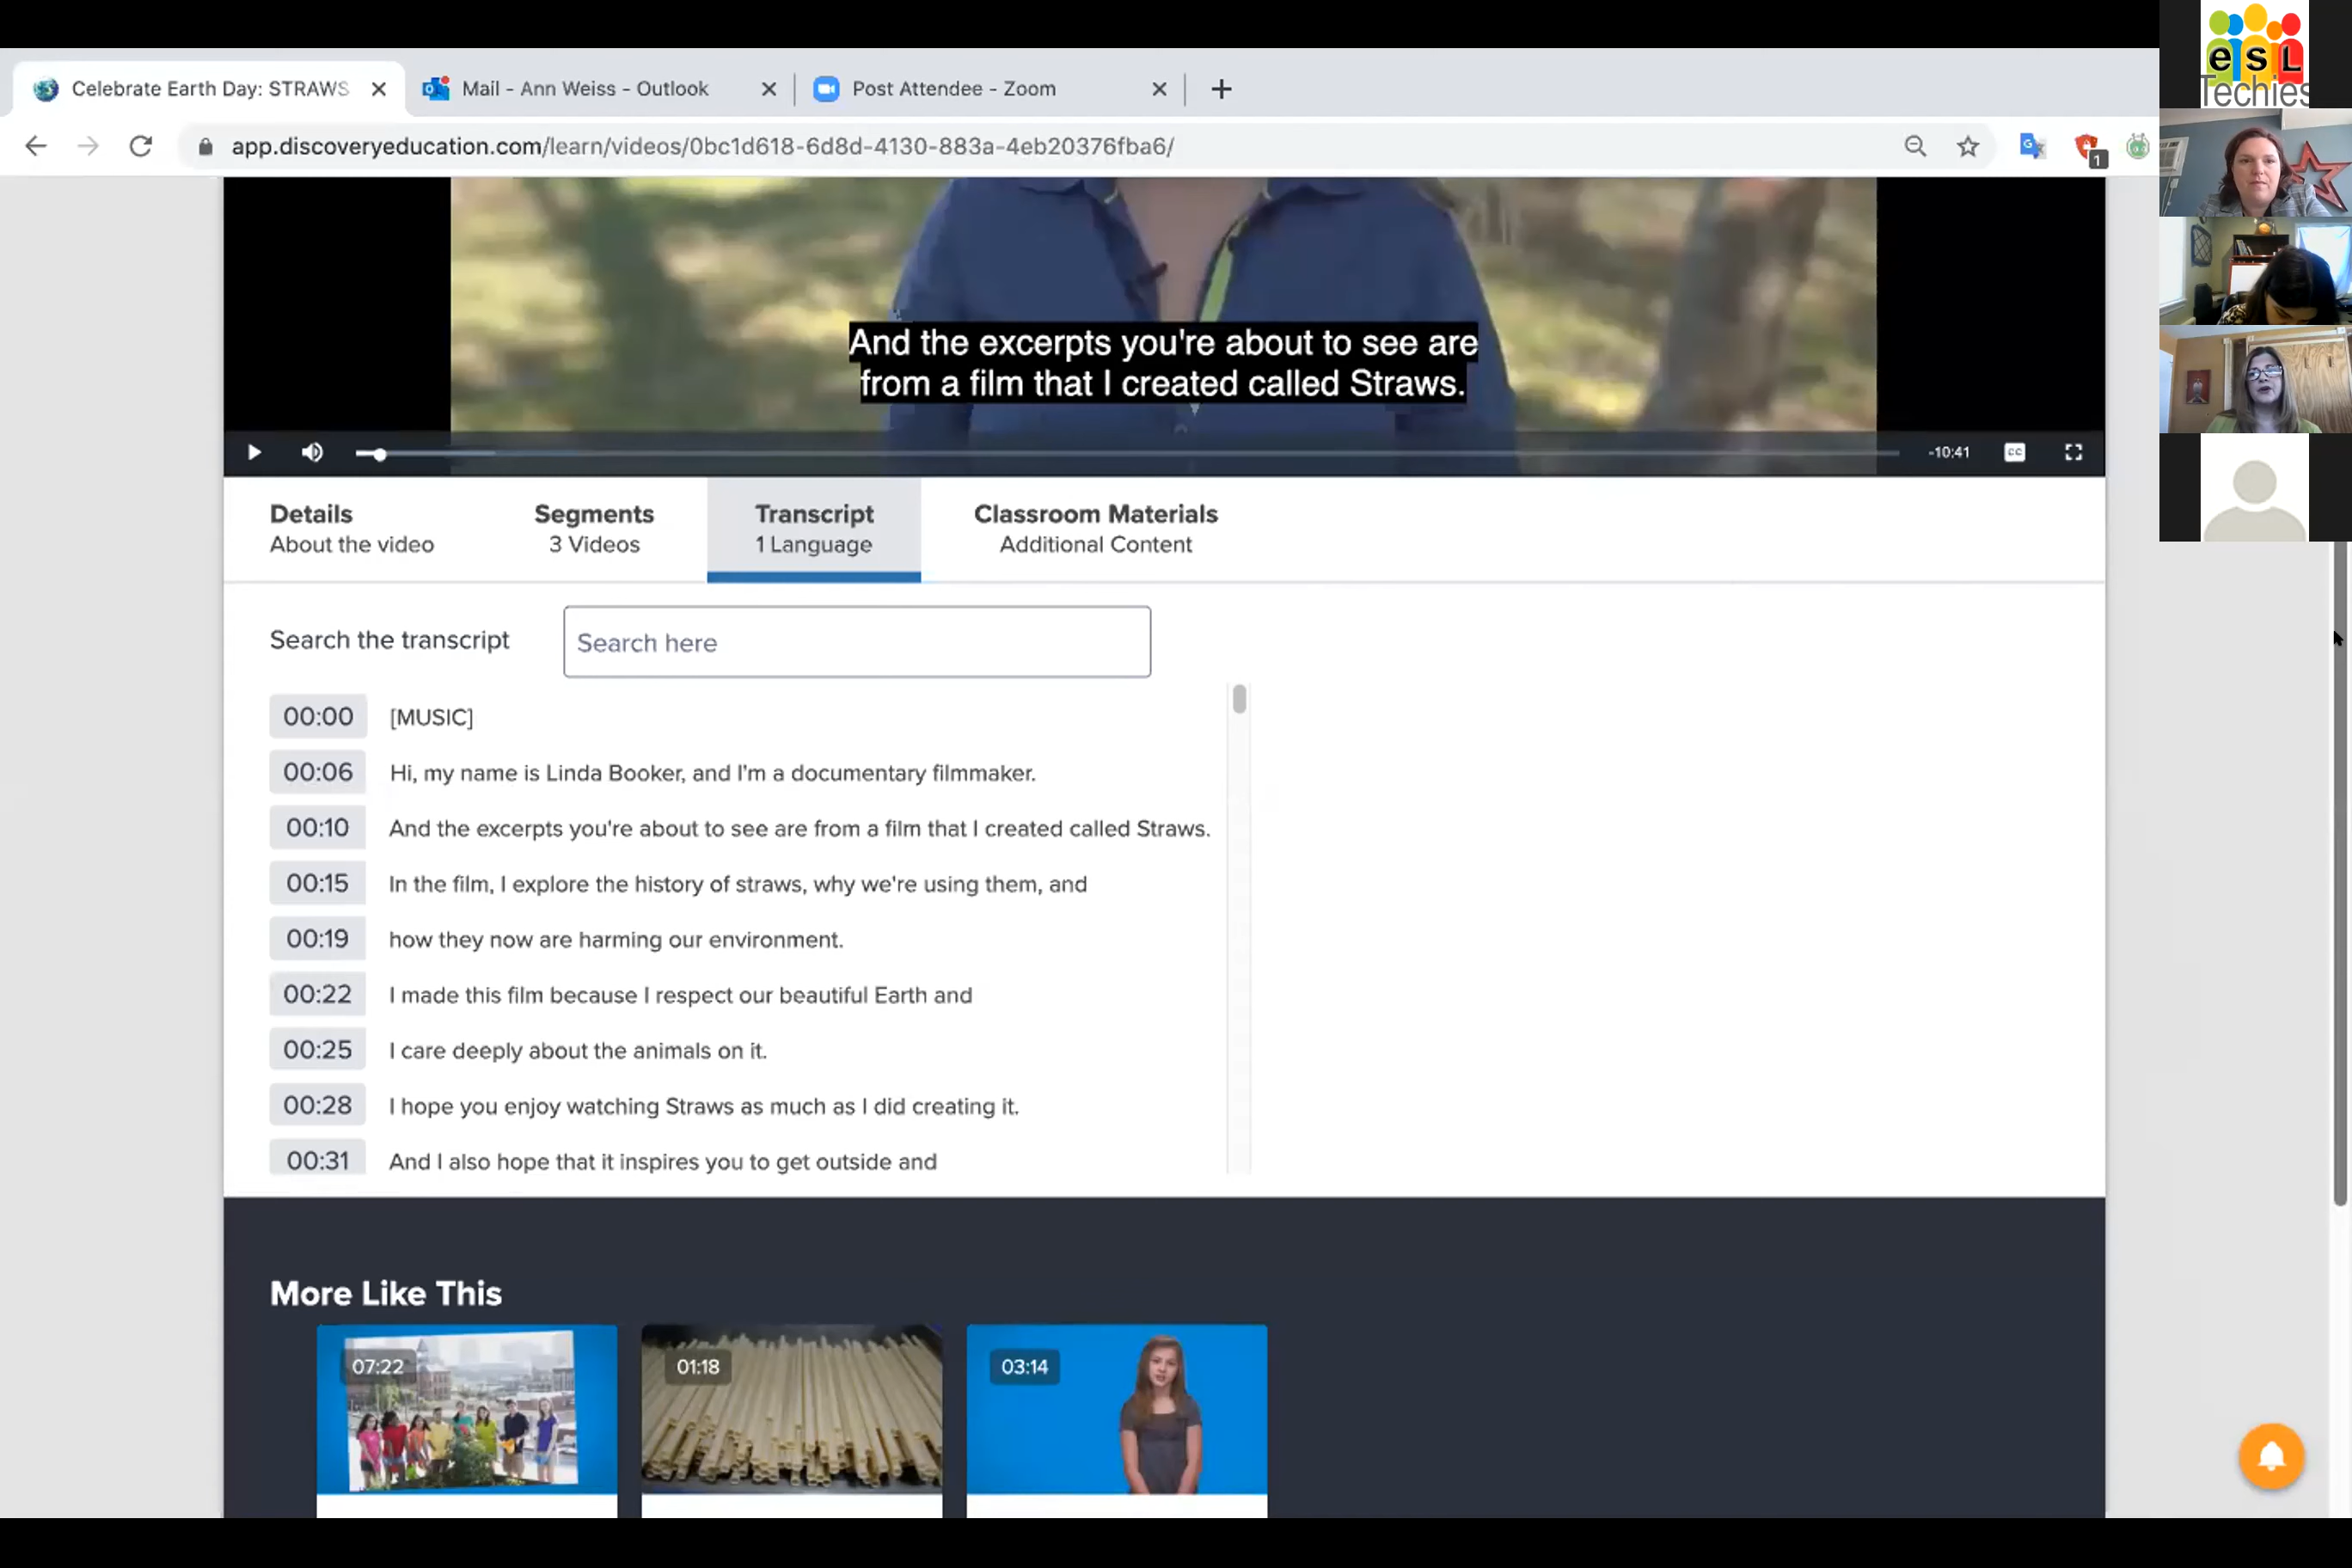 esL
Techies
Celebrate Earth Day: STRAWS
Mail - Ann Weiss - Outlook
Post Attendee - Zoom
app.discoveryeducation.com/learn/videos/0bc1d618-6d8d-4130-883a-4eb20376fba6/
1
And the excerpts you're about to see are
from a film that I created called Straws.
-10:41
CC
Details
About the video
Segments
3 Videos
Transcript
1 Language
Classroom Materials
Additional Content
Search the transcript
Search here
00:00 [MUSIC]
00:06 Hi, my name is Linda Booker, and I'm a documentary filmmaker.
00:10 And the excerpts you're about to see are from a film that I created called Straws.
00:15 In the film, I explore the history of straws, why we're using them, and
00:19 how they now are harming our environment.
00:22 I made this film because I respect our beautiful Earth and
00:25 I care deeply about the animals on it.
00:28 I hope you enjoy watching Straws as much as I did creating it.
00:31 And I also hope that it inspires you to get outside and
More Like This
07:22
01:18
03:14